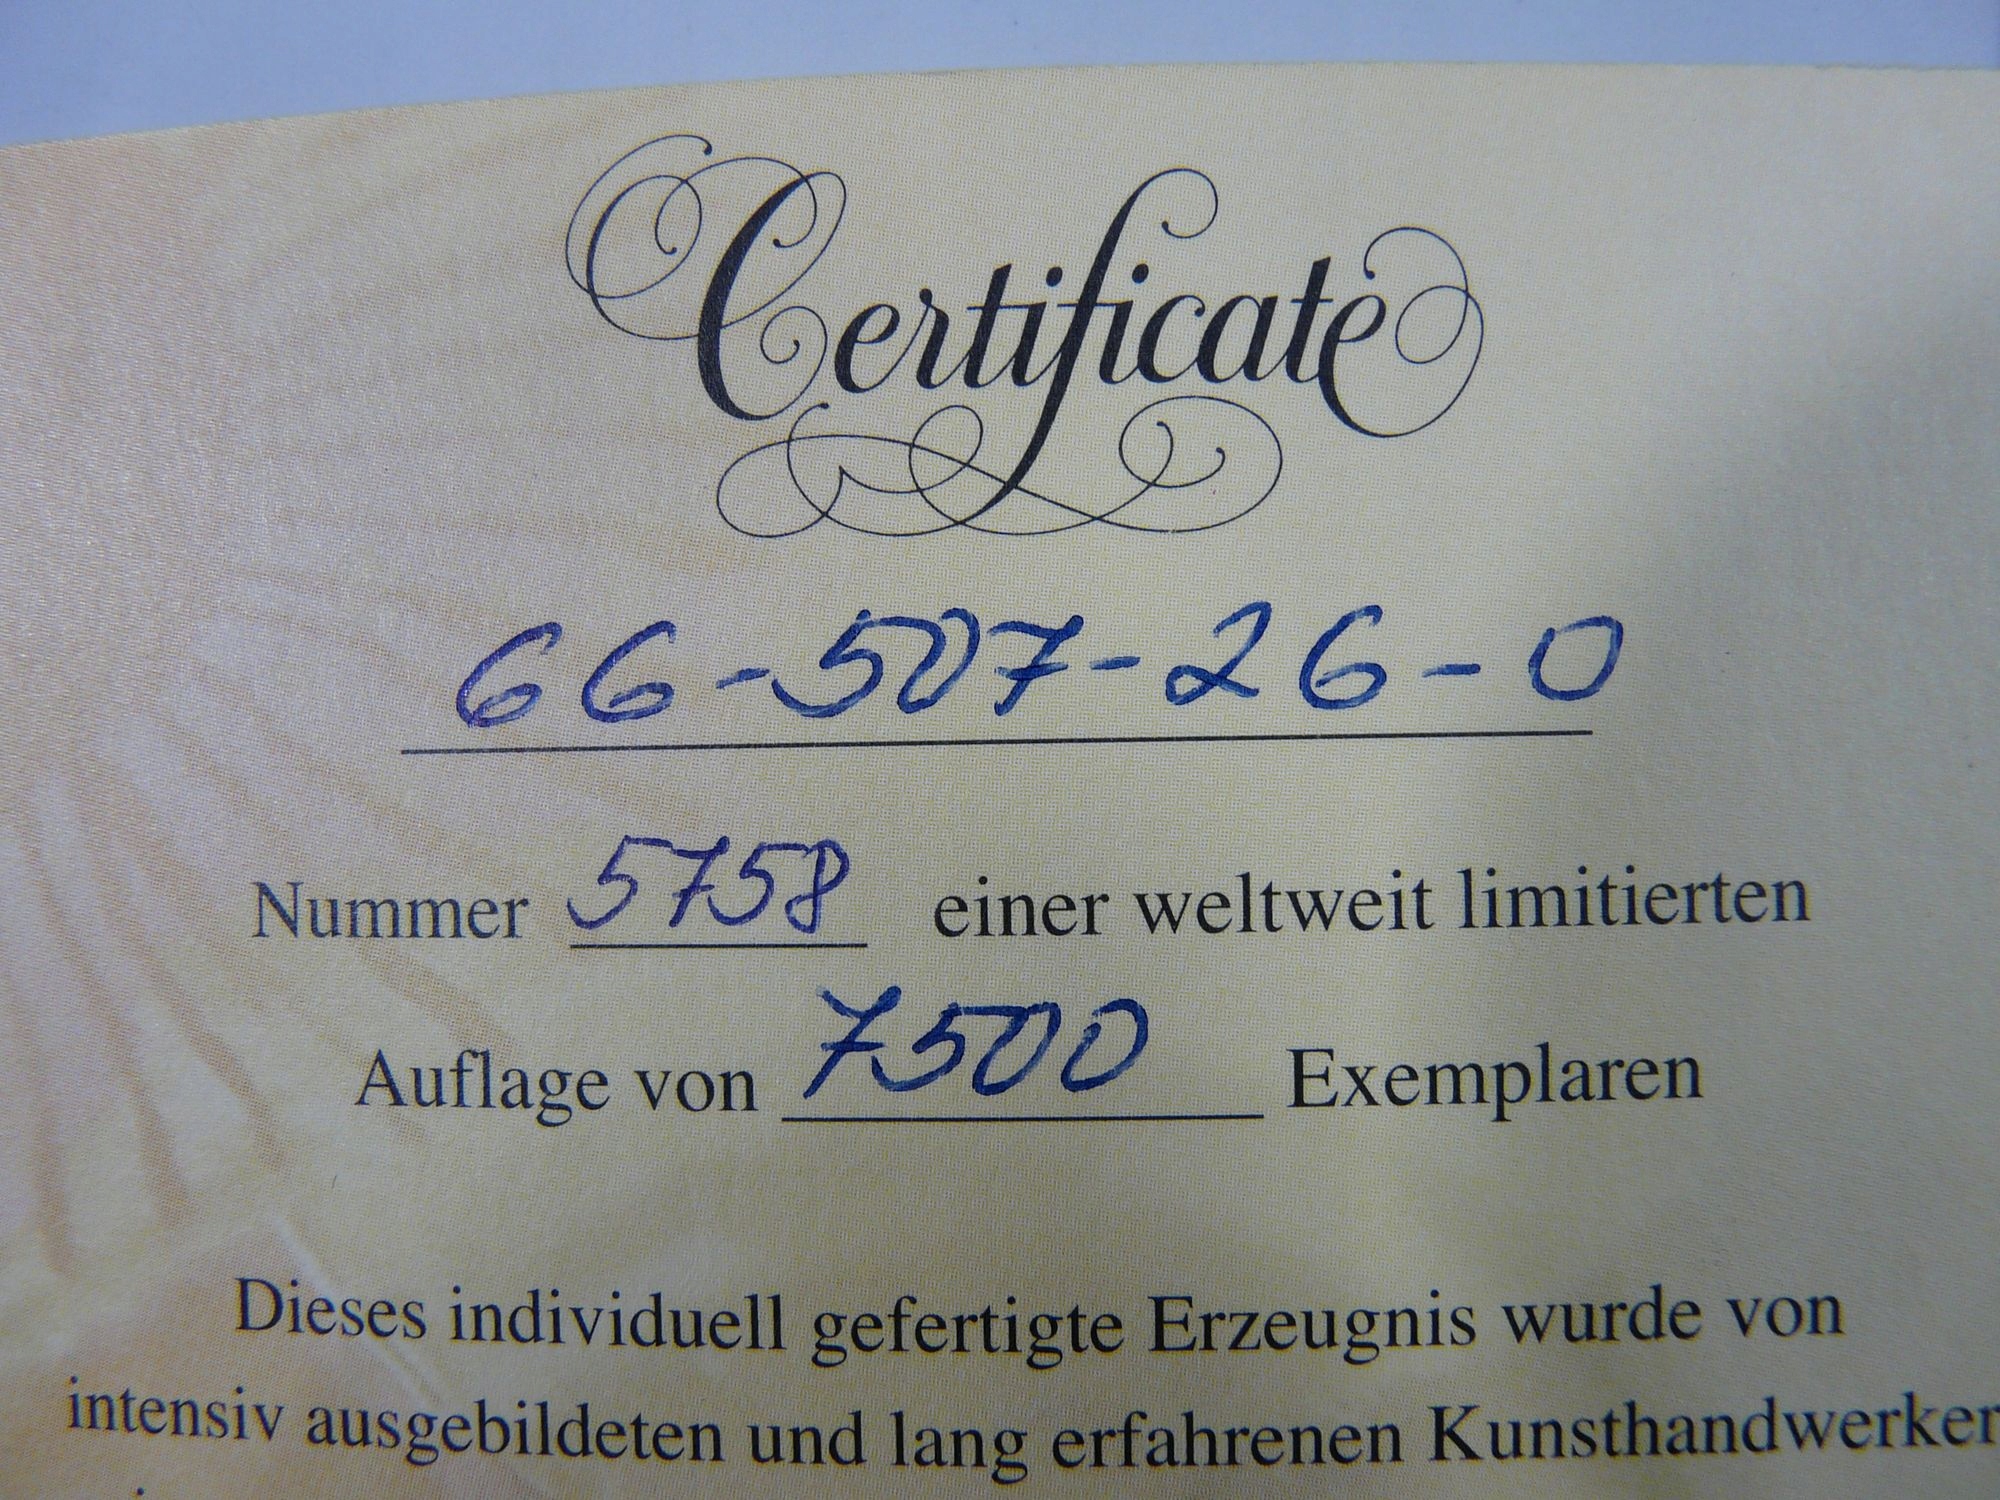 Certificate
66-507-26-0
Nummer 5758 einer weltweit limitierten
Auflage von 7500 Exemplaren
Dieses individuell gefertigte Erzeugnis wurde von
intensiv ausgebildeten und lang erfahrenen Kunsthandwerker